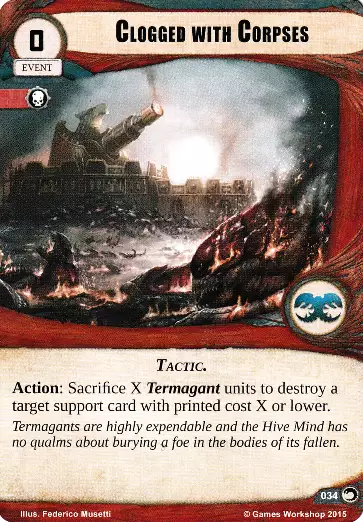 0
CLOGGED WITH CORPSES
EVENT
TACTIC.
Action: Sacrifice X Termagant units to destroy a
target support card with printed cost X or lower.
Termagants are highly expendable and the Hive Mind has
no qualms about burying a foe in the bodies of its fallen.
034
Illus. Federico Musetti
© Games Workshop 2015